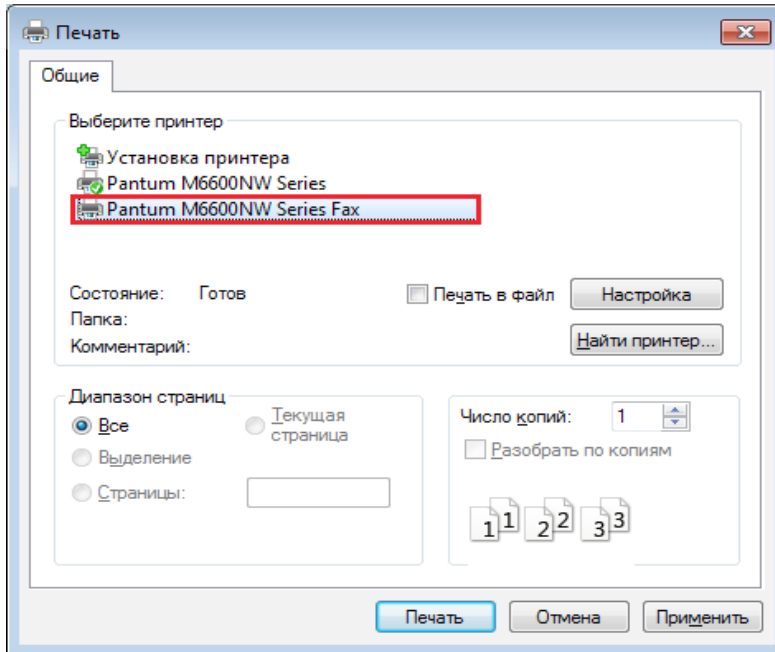 Печать
Общие
Выберите принтер
Установка принтера
Pantum M6600NW Series
Pantum M6600NW Series Fax
Состояние: Готов
Печать в файл
Настройка
Папка:
Комментарий:
Найти принтер...
Диапазон страниц
Все
Текущая
страница
Выделение
Страницы:
Число копий: 1
Разобрать по копиям
1 1 2 2 3 3
Печать
Отмена
Применить